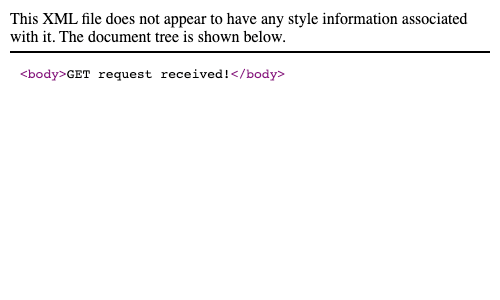 This XML file does not appear to have any style information associated
with it. The document tree is shown below.
<body>GET request received!</body>